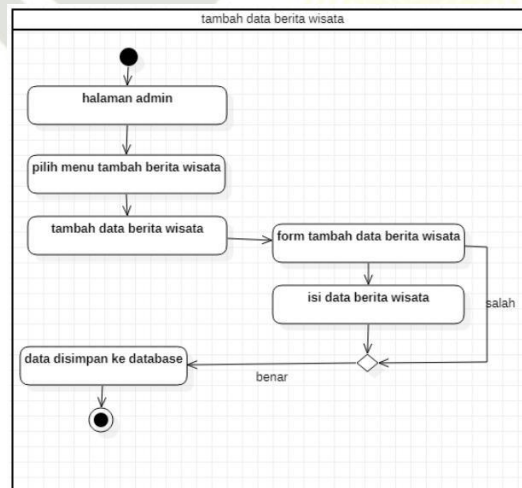 tambah data berita wisata
halaman admin
pilih menu tambah berita wisata
tambah data berita wisata
form tambah data berita wisata
isi data berita wisata
salah
data disimpan ke database
benar